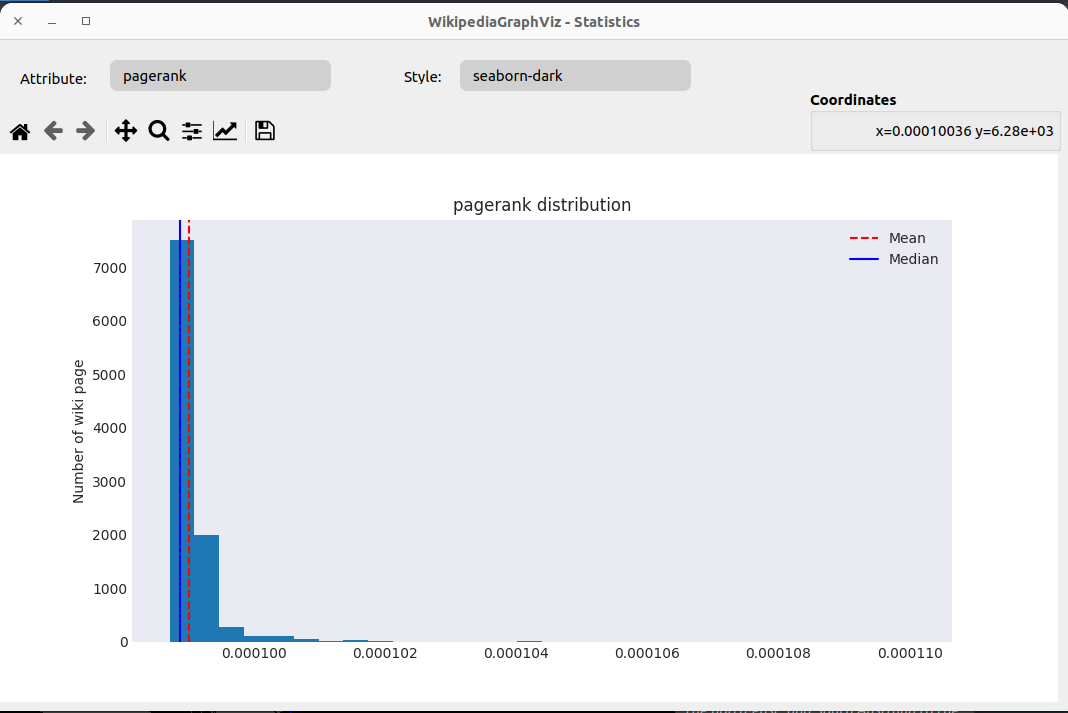 WikipediaGraphViz - Statistics
Attribute: pagerank Style: seaborn-dark
Coordinates
x=0.00010036 y=6.28e+03
pagerank distribution
Mean
Median
Number of wiki page
7000
6000
5000
4000
3000
2000
1000
0
0.000100 0.000102 0.000104 0.000106 0.000108 0.000110